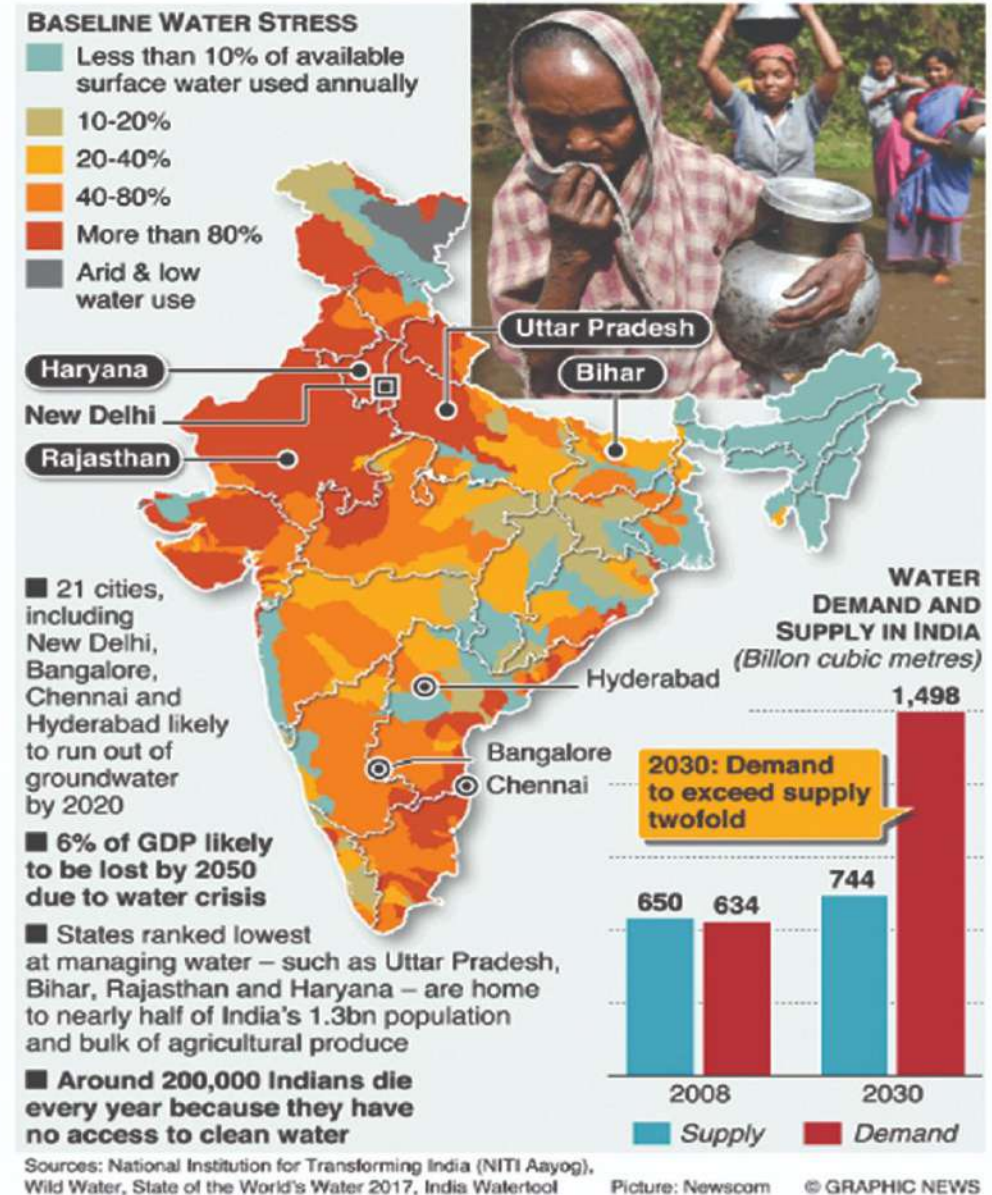 BASELINE WATER STRESS
Less than 10% of available
surface water used annually
10-20%
20-40%
40-80%
More than 80%
Arid & low
water use
Uttar Pradesh
Bihar
Haryana
New Delhi
Rajasthan
■ 21 cities,
including
New Delhi,
Bangalore,
Chennai and
Hyderabad likely
to run out of
groundwater
by 2020
■ 6% of GDP likely
to be lost by 2050
due to water crisis
■ States ranked lowest
at managing water – such as Uttar Pradesh,
Bihar, Rajasthan and Haryana – are home
to nearly half of India's 1.3bn population
and bulk of agricultural produce
■ Around 200,000 Indians die
every year because they have
no access to clean water
Hyderabad
Bangalore
Chennai
WATER
DEMAND AND
SUPPLY IN INDIA
(Billon cubic metres)
1,498
2030: Demand
to exceed supply
twofold
744
650 634
2008 2030
Supply Demand
Sources: National Institution for Transforming India (NITI Aayog),
Wild Water, State of the World's Water 2017, India Watertool
Picture: Newscom © GRAPHIC NEWS